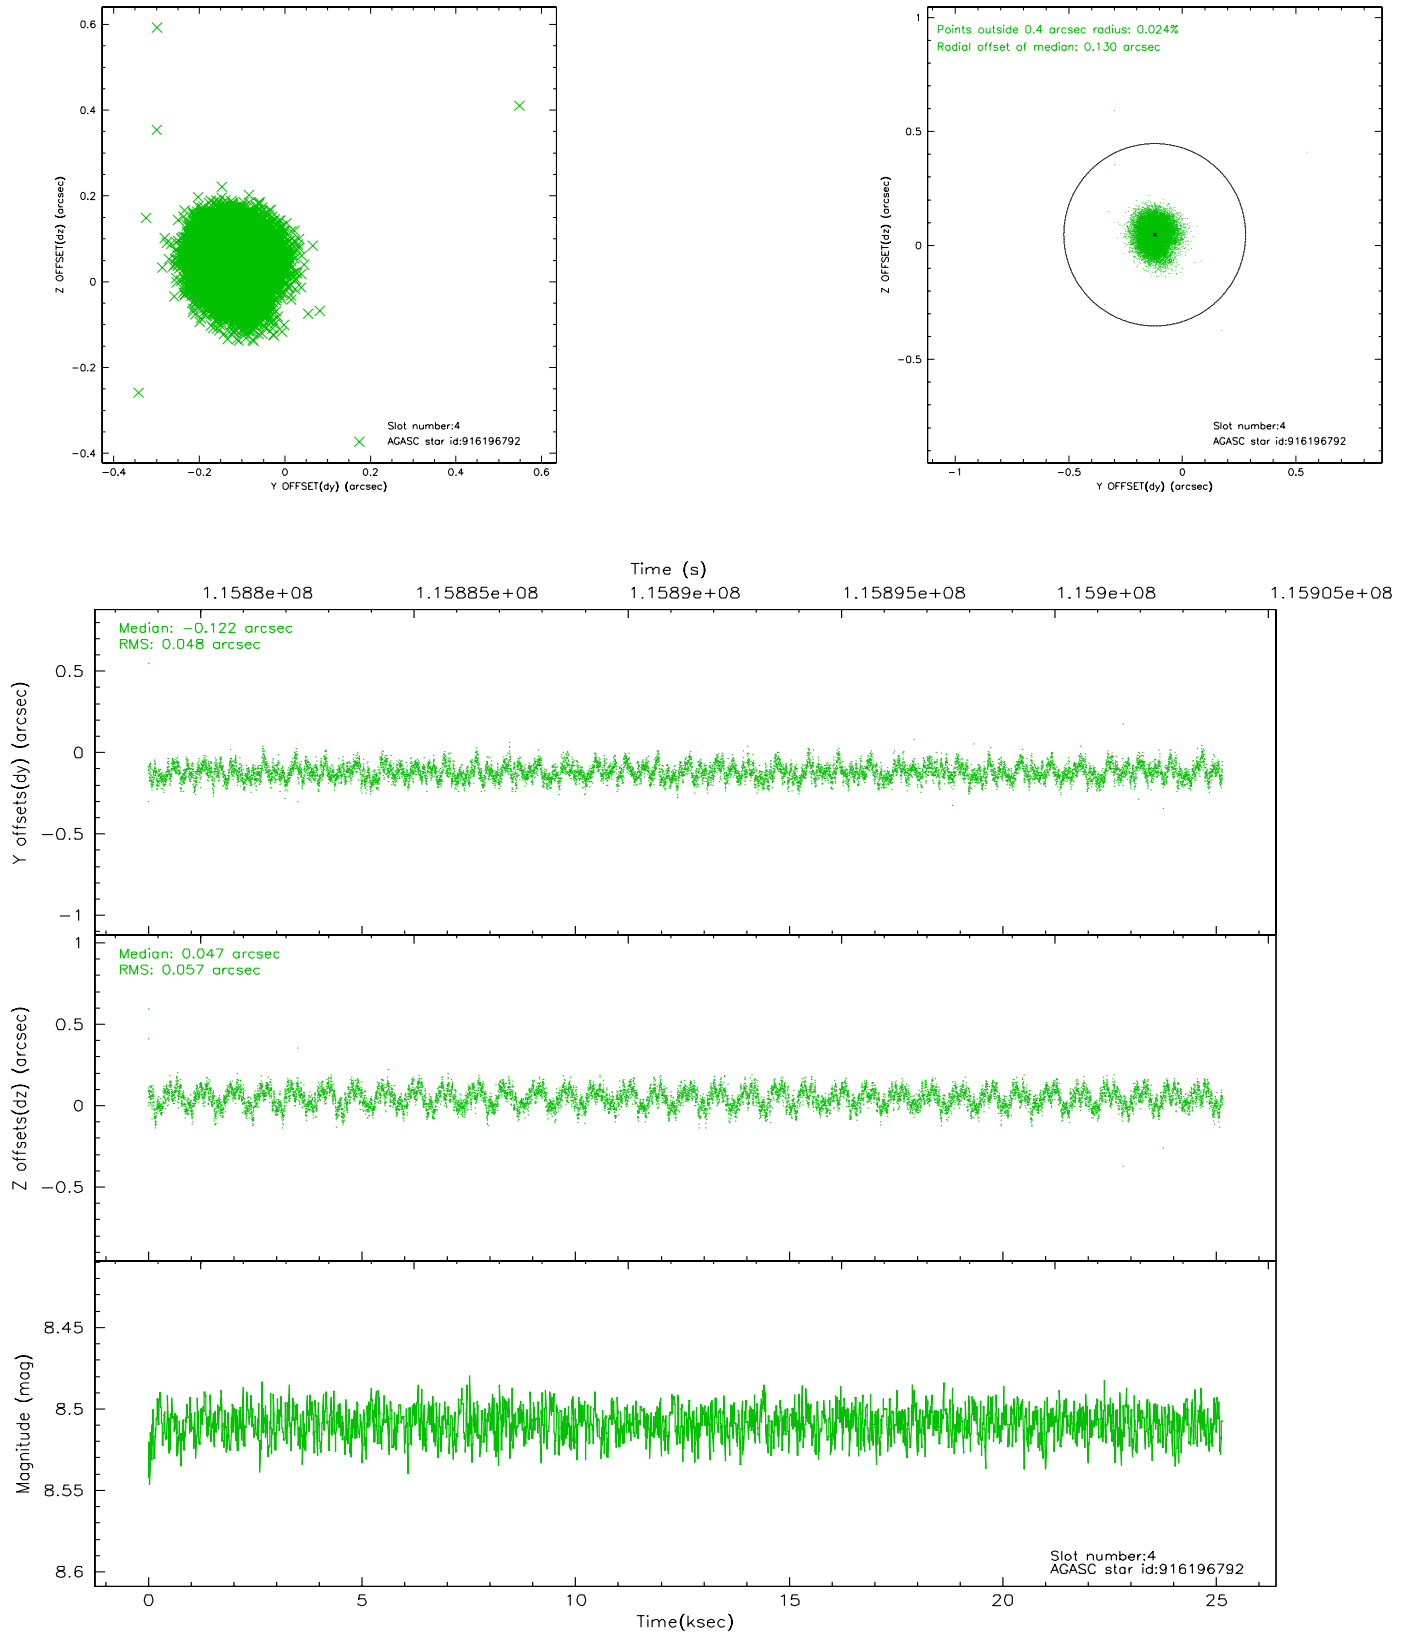 0.6
0.4
0.2
0
−0.2
−0.4
Z OFFSET(dz) (arcsec)
−0.4 −0.2 0 0.2 0.4 0.6
Y OFFSET(dy) (arcsec)
Slot number:4
AGASC star id:916196792
Points outside 0.4 arcsec radius: 0.024%
Radial offset of median: 0.130 arcsec
1
0.5
0
−0.5
Z OFFSET(dz) (arcsec)
−1 −0.5 0 0.5
Y OFFSET(dy) (arcsec)
Slot number:4
AGASC star id:916196792
Time (s)
1.1588e+08 1.15885e+08 1.1589e+08 1.15895e+08 1.159e+08 1.15905e+08
Median: −0.122 arcsec
RMS: 0.048 arcsec
0.5
0
−0.5
−1
Y offsets(dy) (arcsec)
Median: 0.047 arcsec
RMS: 0.057 arcsec
1
0.5
0
−0.5
Z offsets(dz) (arcsec)
8.45
8.5
8.55
8.6
Magnitude (mag)
Slot number:4
AGASC star id:916196792
0 5 10 15 20 25
Time(ksec)